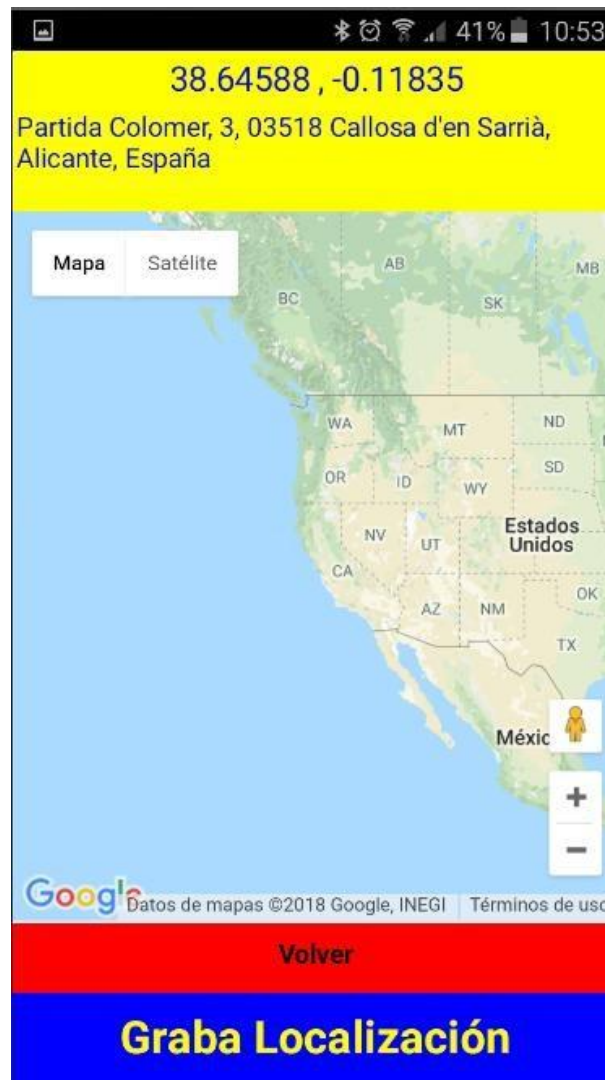 41% 10:53
38.64588 , -0.11835
Partida Colomer, 3, 03518 Callosa d'en Sarrià,
Alicante, España
Mapa Satélite
AB
MB
BC
SK
WA
MT
ND
OR
ID
SD
WY
Estados
Unidos
NV
UT
CA
OK
AZ
NM
TX
Méxic
Google
Datos de mapas ©2018 Google, INEGI Términos de uso
Volver
Graba Localización